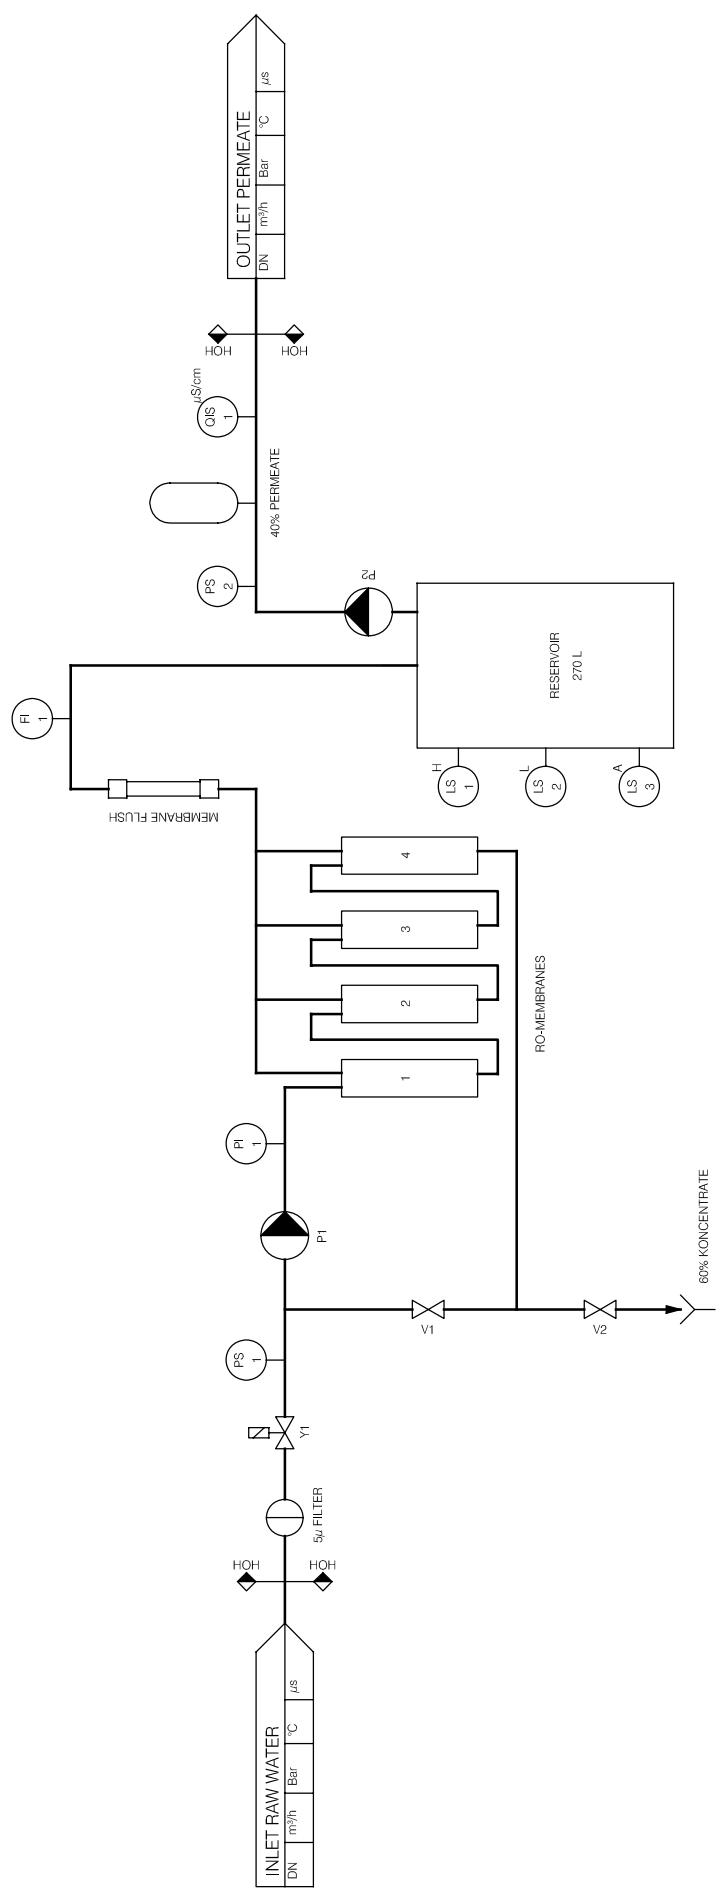 INLET RAW WATER
DN
m³/h
Bar
°C
µs
HOH
HOH
5µ FILTER
Y1
PS
1
P1
PI
1
V1
V2
60% KONCENTRATE
RO-MEMBRANES
1
2
3
4
MEMBRANE FLUSH
FI
1
LS
1
H
LS
2
L
LS
3
A
RESERVOIR
270 L
P2
PS
2
40% PERMEATE
QIS
1
µS/cm
HOH
HOH
OUTLET PERMEATE
DN
m³/h
Bar
°C
µs